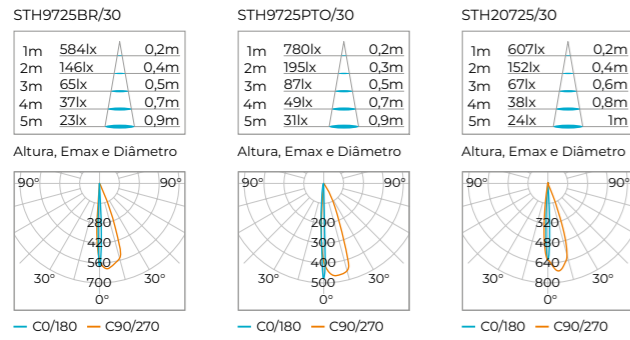 STH9725BR/30
1m 584lx 0,2m
2m 146lx 0,4m
3m 65lx 0,5m
4m 37lx 0,7m
5m 23lx 0,9m
Altura, Emax e Diâmetro
90° 90°
280
420
560
30° 30°
700
0°
C0/180 C90/270
STH9725PTO/30
1m 780lx 0,2m
2m 195lx 0,3m
3m 87lx 0,5m
4m 49lx 0,7m
5m 31lx 0,9m
Altura, Emax e Diâmetro
90° 90°
200
300
400
30° 30°
500
0°
C0/180 C90/270
STH20725/30
1m 607lx 0,2m
2m 152lx 0,4m
3m 67lx 0,6m
4m 38lx 0,8m
5m 24lx 1m
Altura, Emax e Diâmetro
90° 90°
320
480
640
30° 30°
800
0°
C0/180 C90/270